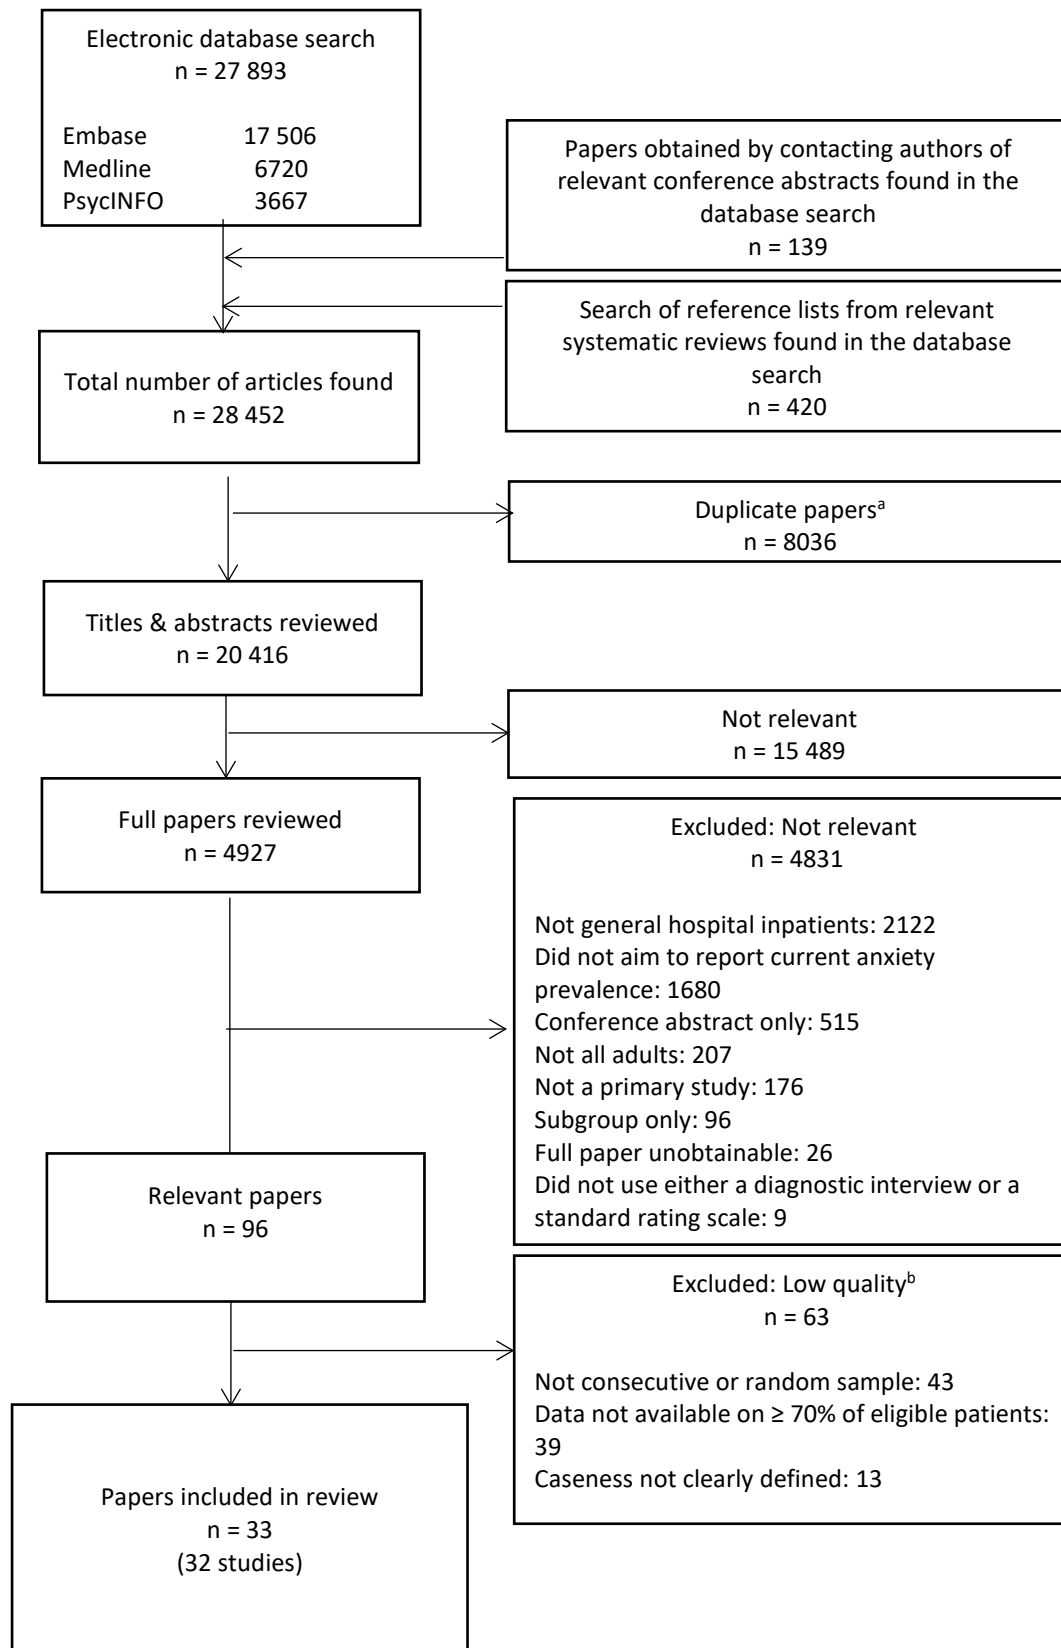 Electronic database search
n = 27 893
Embase 17 506
Medline 6720
PsycINFO 3667
Papers obtained by contacting authors of
relevant conference abstracts found in the
database search
n = 139
Search of reference lists from relevant
systematic reviews found in the database
search
n = 420
Total number of articles found
n = 28 452
Duplicate papersᵃ
n = 8036
Titles & abstracts reviewed
n = 20 416
Not relevant
n = 15 489
Full papers reviewed
n = 4927
Excluded: Not relevant
n = 4831
Not general hospital inpatients: 2122
Did not aim to report current anxiety
prevalence: 1680
Conference abstract only: 515
Not all adults: 207
Not a primary study: 176
Subgroup only: 96
Full paper unobtainable: 26
Did not use either a diagnostic interview or a
standard rating scale: 9
Relevant papers
n = 96
Excluded: Low qualityᵇ
n = 63
Not consecutive or random sample: 43
Data not available on ≥ 70% of eligible patients:
39
Caseness not clearly defined: 13
Papers included in review
n = 33
(32 studies)